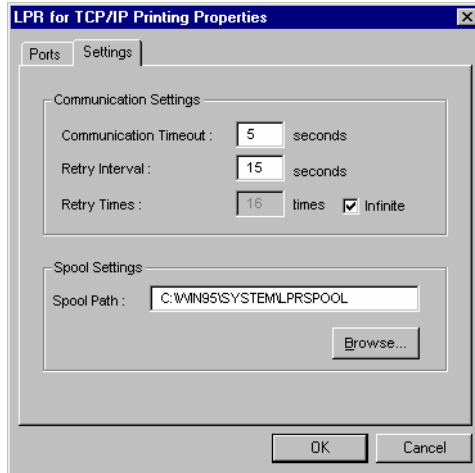 LPR for TCP/IP Printing Properties
Ports Settings
Communication Settings
Communication Timeout : 5 seconds
Retry Interval : 15 seconds
Retry Times : 16 times Infinite
Spool Settings
Spool Path : C:\WIN95\SYSTEM\LPRSPOOL
Browse...
OK Cancel